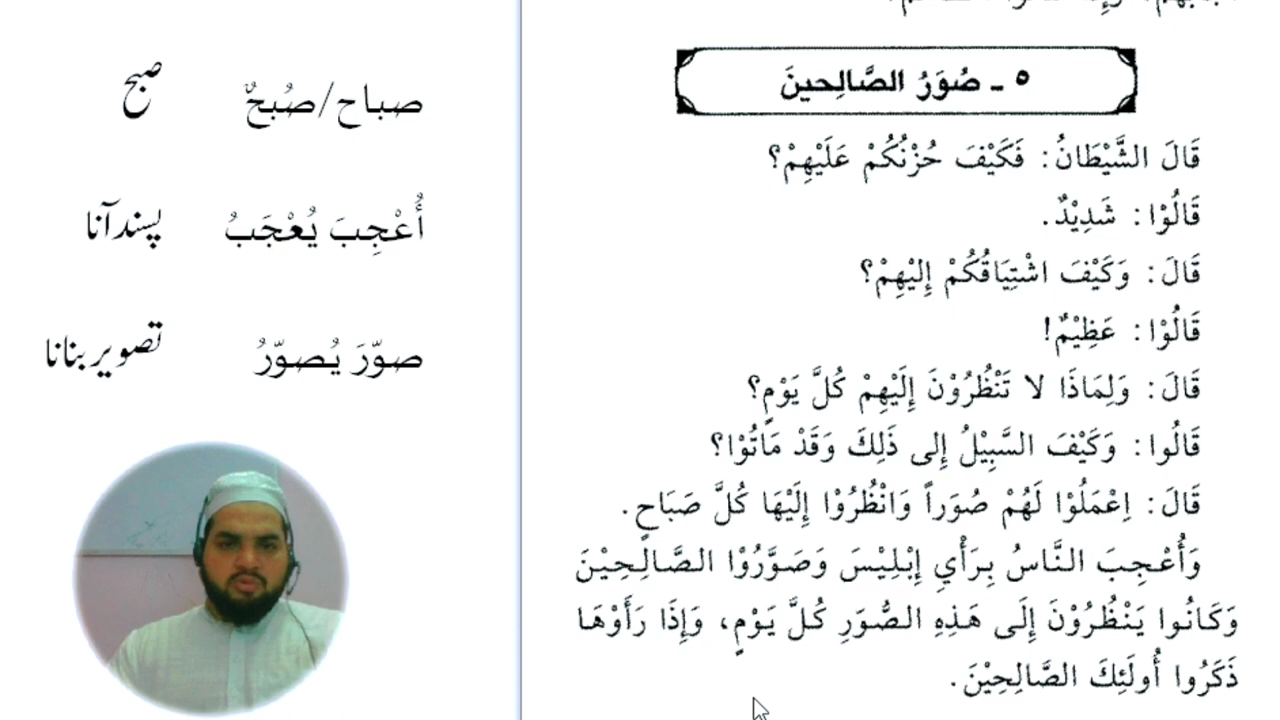 ٥ ـ صُوَرُ الصَّالِحينَ
قَالَ الشَّيْطَانُ: فَكَيْفَ حُزْنُكُمْ عَلَيْهِمْ؟
قَالُوْا: شَدِيْدٌ.
قَالَ: وَكَيْفَ اشْتِيَاقُكُمْ إِليْهِمْ؟
قَالُوْا: عَظِيْمٌ!
قَالَ: وَلِمَاذَا لا تَنْظُرُوْنَ إِلَيْهِمْ كُلَّ يَوْمٍ؟
قَالُوا: وَكَيْفَ السَّبِيْلُ إِلى ذَلِكَ وَقَدْ مَاتُوْا؟
قَالَ: اِعْمَلُوْا لَهُمْ صُوَراً وَانْظُرُوْا إِلَيْهَا كُلَّ صَبَاحٍ.
وَأُعْجِبَ النَّاسُ بِرَأْيِ إِبْلِيْسَ وَصَوَّرُوْا الصَّالِحِيْنَ
وَكَانُوا يَنْظُرُوْنَ إِلَى هَذِهِ الصُّوَرِ كُلَّ يَوْمٍ، وَإِذَا رَأَوْهَا
ذَكَرُوا أُولَئِكَ الصَّالِحِيْنَ.
صباح/صُبحٌ صبح
أُعْجِبَ يُعْجَبُ پسند آنا
صوّرَ يُصوّرُ تصویر بنانا